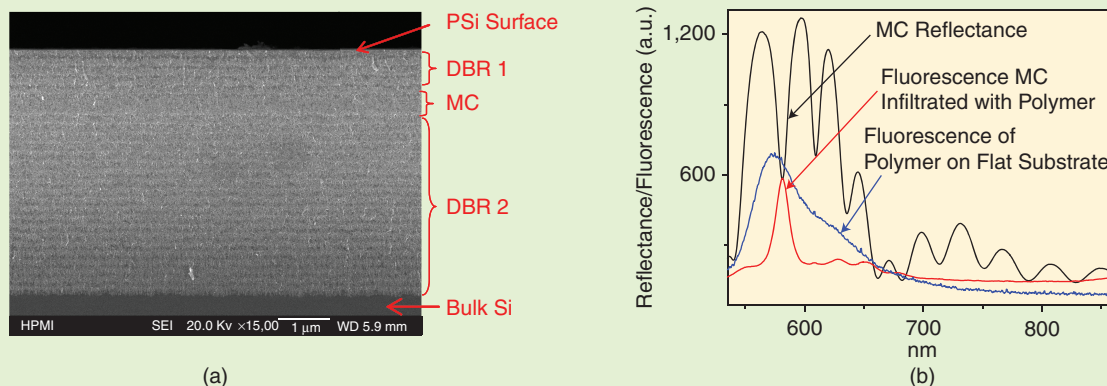 PSi Surface
DBR 1
MC
DBR 2
Bulk Si
HPMI SEI 20.0 Kv ×15,00 1 μm WD 5.9 mm
(a)
Reflectance/Fluorescence (a.u.)
1,200
600
MC Reflectance
Fluorescence MC
Infiltrated with Polymer
Fluorescence of
Polymer on Flat Substrate
600 700 800
nm
(b)